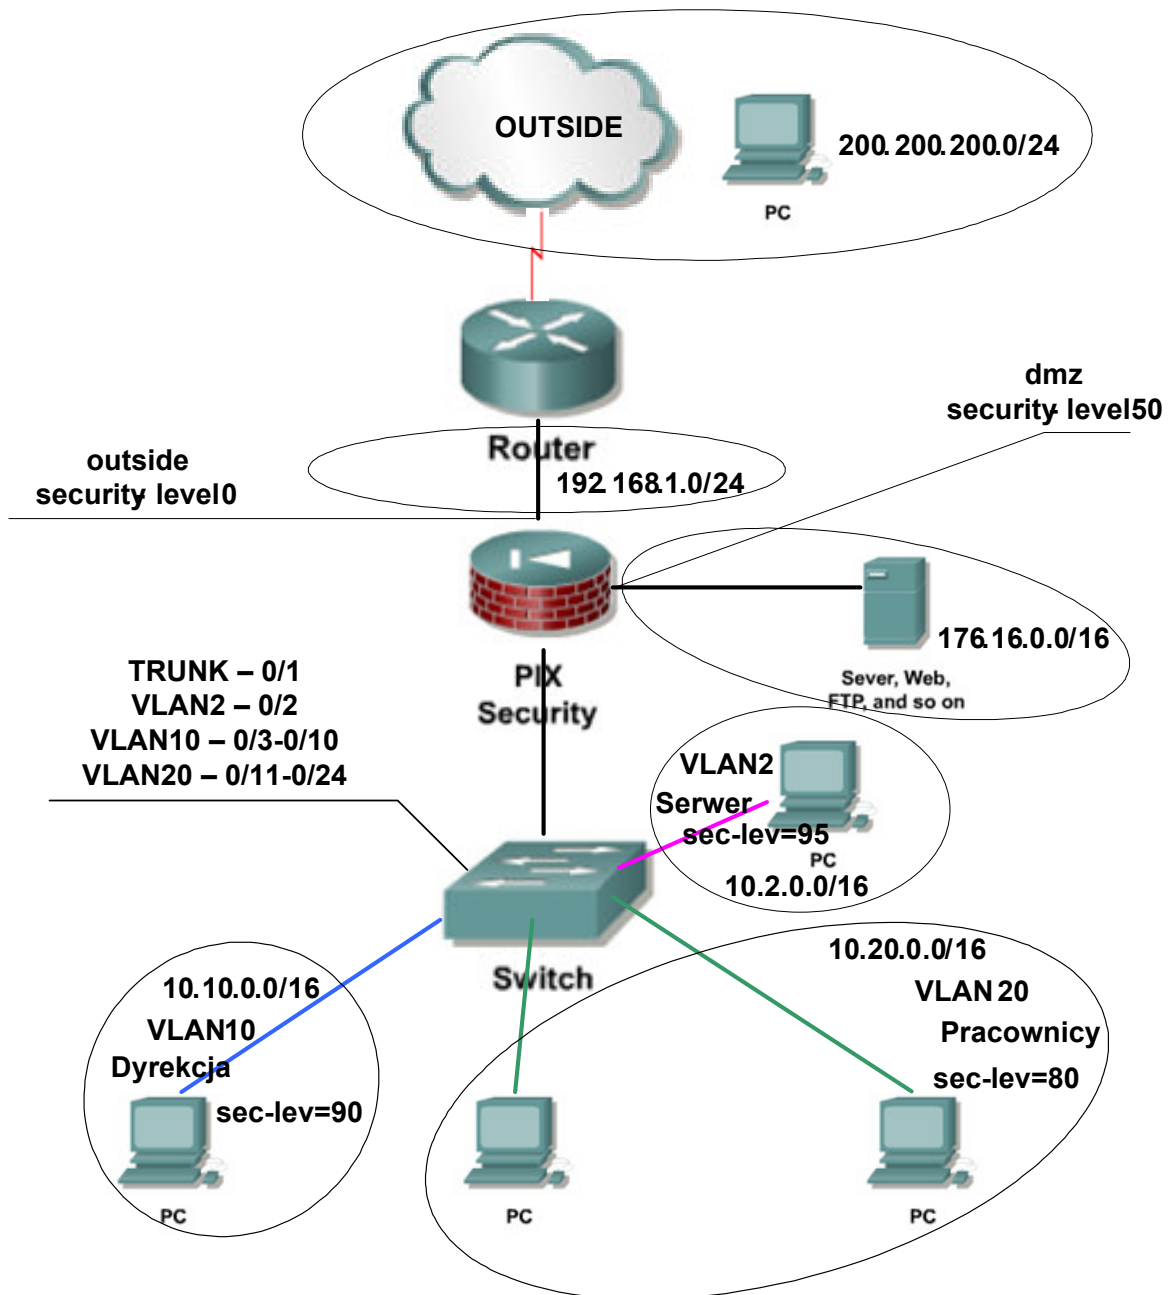 OUTSIDE
200.200.200.0/24
PC
dmz
security-level50
Router
outside
security-level0
192.168.1.0/24
176.16.0.0/16
TRUNK – 0/1
VLAN2 – 0/2
VLAN10 – 0/3-0/10
VLAN20 – 0/11-0/24
PIX
Security
Sever, Web,
FTP, and so on
VLAN2
Serwer
sec-lev=95
PC
10.2.0.0/16
Switch
10.10.0.0/16
VLAN10
Dyrekcja
sec-lev=90
PC
10.20.0.0/16
VLAN 20
Pracownicy
sec-lev=80
PC
PC